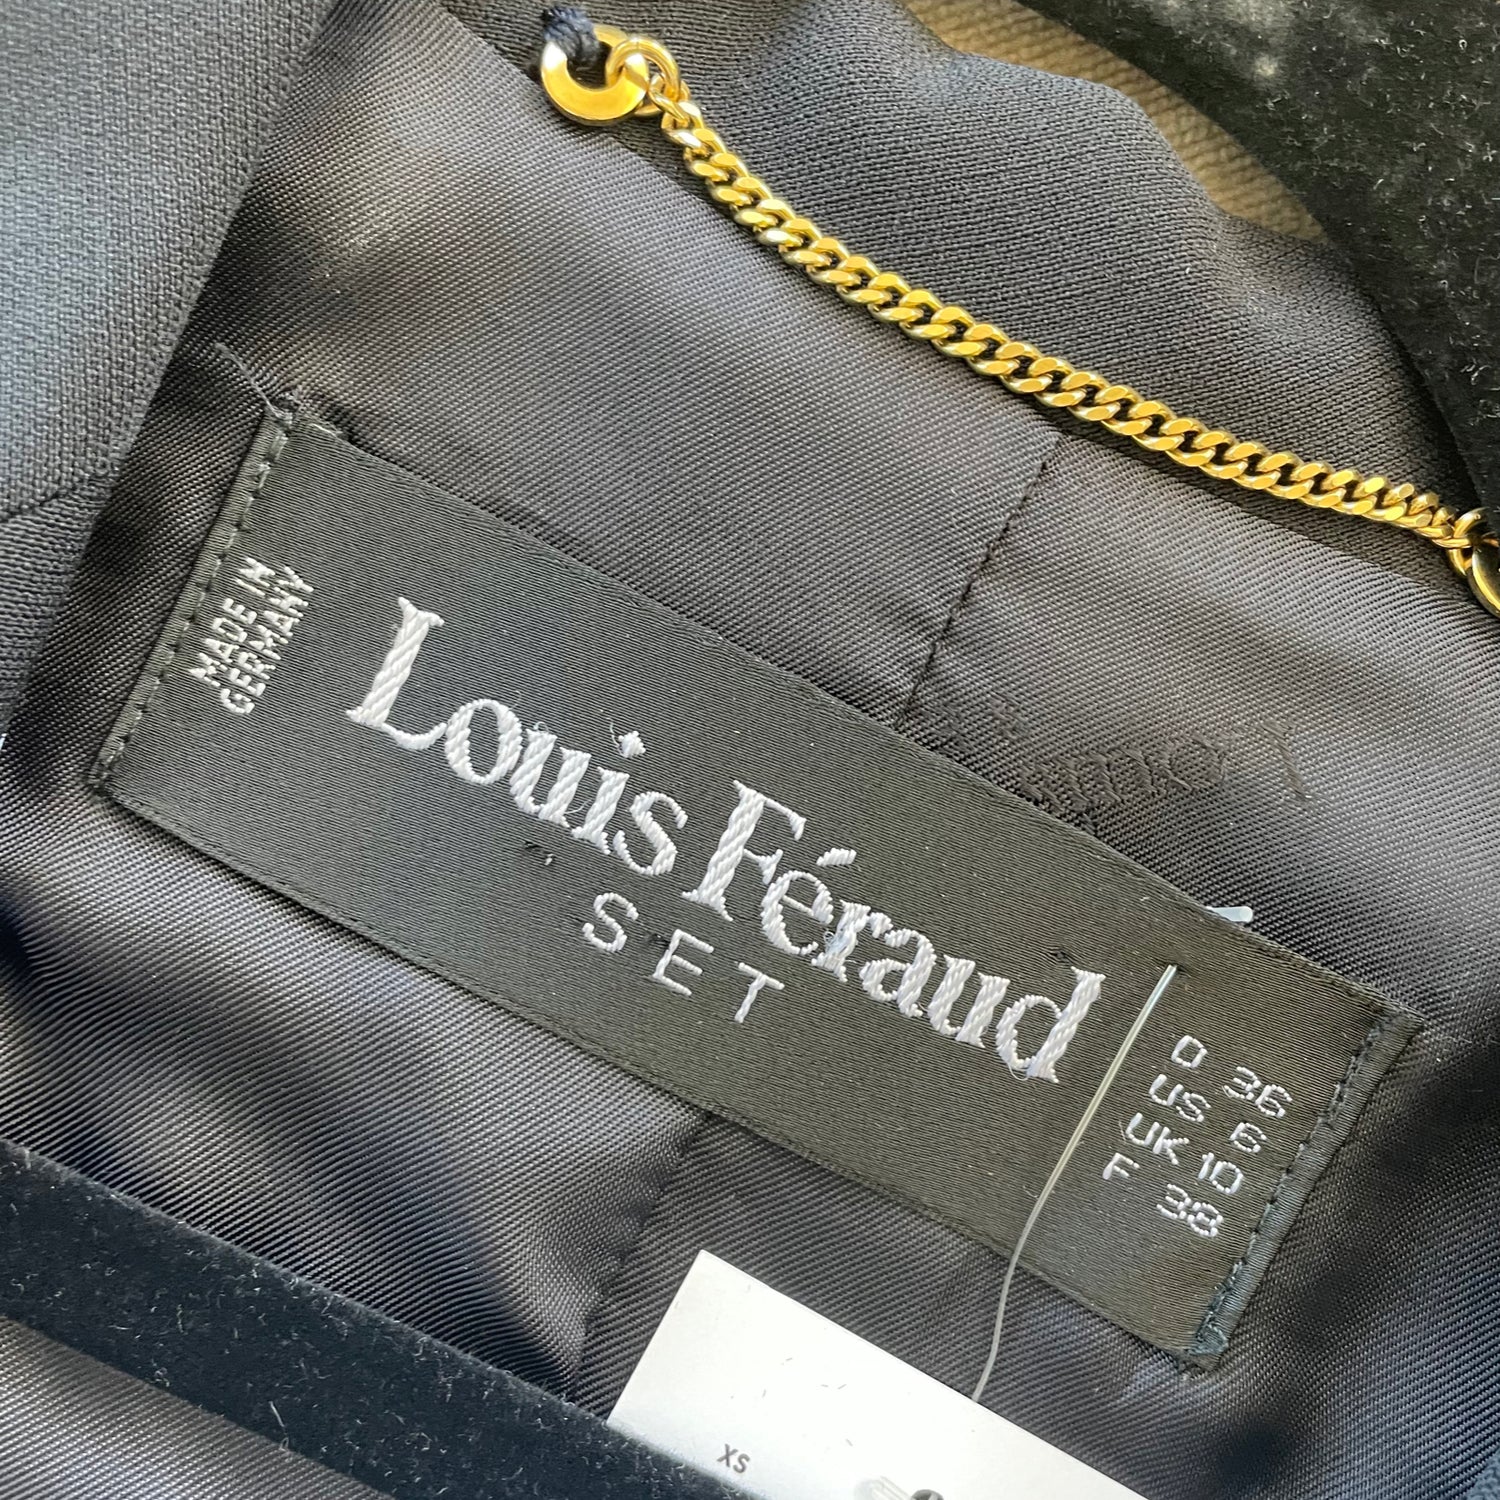 MADE IN
GERMANY
Louis Féraud
SET
D 36
US 6
UK 10
F 38
XS